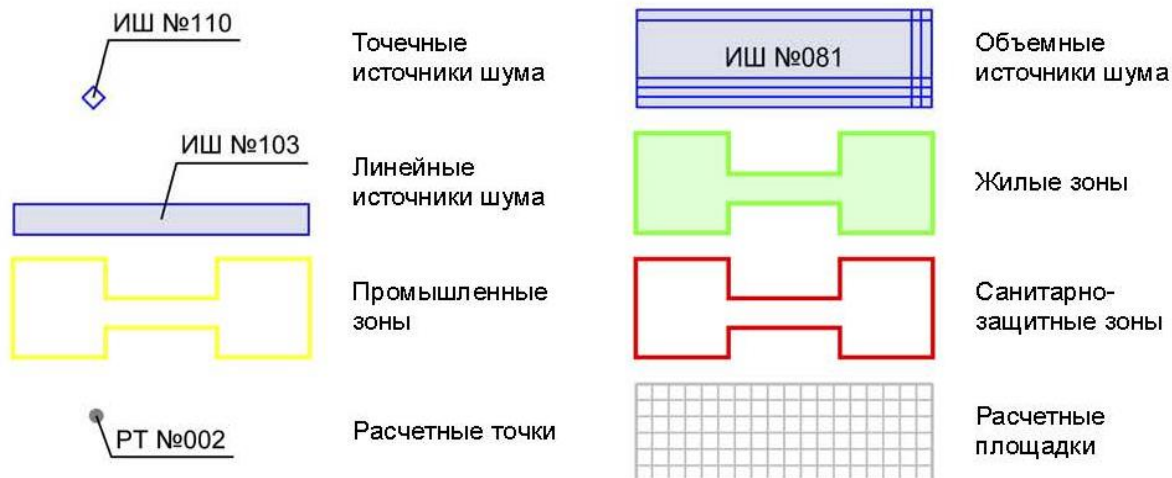 ИШ №110
Точечные
источники шума
ИШ №081
Объемные
источники шума
ИШ №103
Линейные
источники шума
Жилые зоны
Промышленные
зоны
Санитарно-
защитные зоны
РТ №002
Расчетные точки
Расчетные
площадки